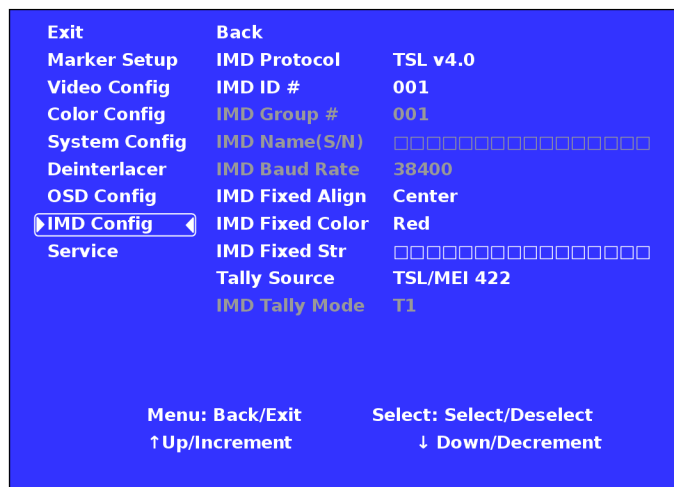 Exit Back
Marker Setup IMD Protocol TSL v4.0
Video Config IMD ID # 001
Color Config IMD Group # 001
System Config IMD Name(S/N) □□□□□□□□□□□□□□□□
Deinterlacer IMD Baud Rate 38400
OSD Config IMD Fixed Align Center
IMD Config IMD Fixed Color Red
Service IMD Fixed Str □□□□□□□□□□□□□□□□
Tally Source TSL/MEI 422
IMD Tally Mode T1
Menu: Back/Exit Select: Select/Deselect
↑Up/Increment ↓ Down/Decrement